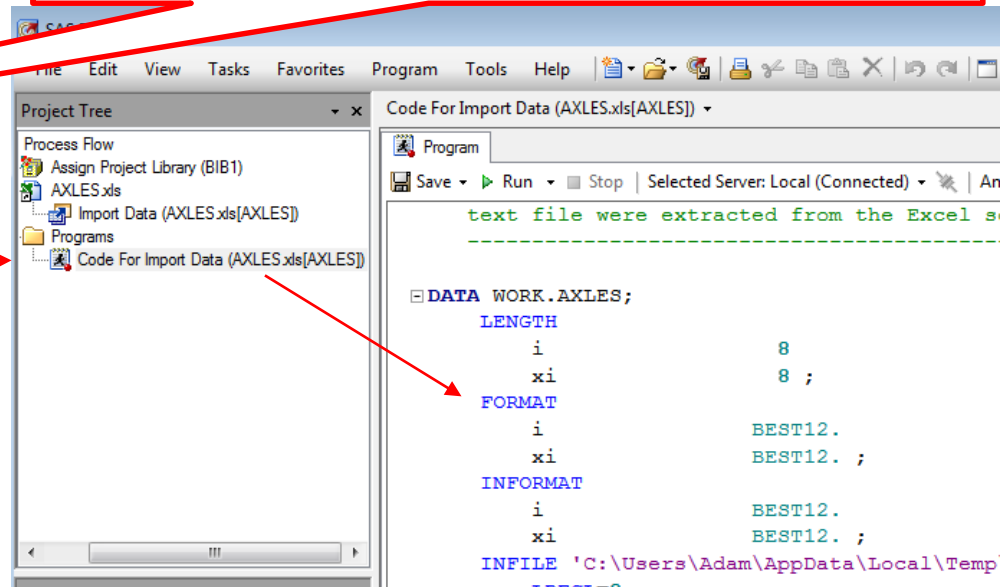 SAS
File Edit View Tasks Favorites Program Tools Help
Project Tree
Code For Import Data (AXLES.xls[AXLES])
Process Flow
Assign Project Library (BIB1)
AXLES.xls
Import Data (AXLES.xls[AXLES])
Programs
Code For Import Data (AXLES.xls[AXLES])
Program
Save Run Stop Selected Server: Local (Connected) An
text file were extracted from the Excel s
-----------------------------------------
DATA WORK.AXLES;
LENGTH
i 8
xi 8 ;
FORMAT
i BEST12.
xi BEST12. ;
INFORMAT
i BEST12.
xi BEST12. ;
INFILE 'C:\Users\Adam\AppData\Local\Temp\